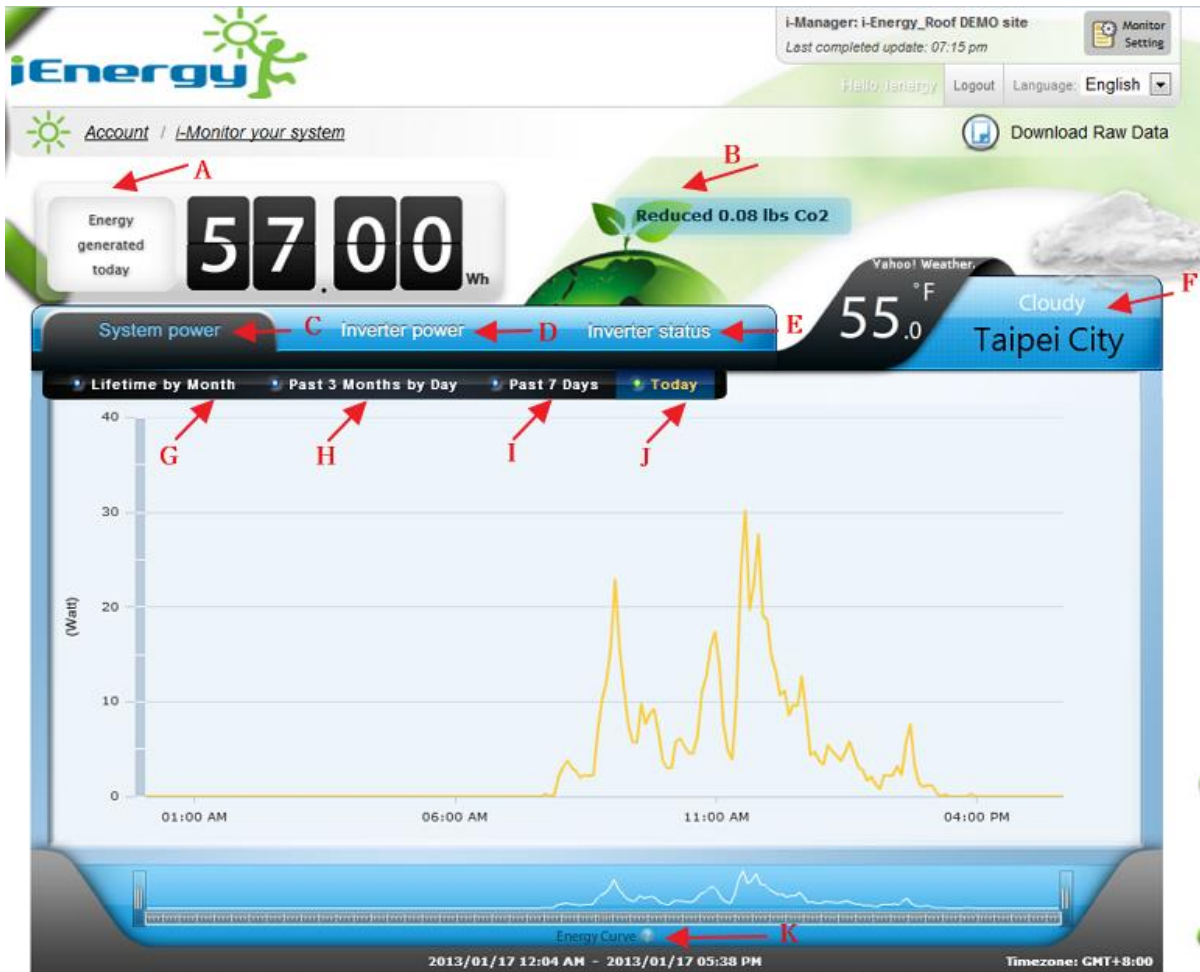 iEnergy
i-Manager: i-Energy_Roof DEMO site
Last completed update: 07:15 pm
Monitor
Setting
Hello, ienergy
Logout
Language:
English
Account / i-Monitor your system
Download Raw Data
A
B
Energy
generated
today
57.00
Wh
Reduced 0.08 lbs Co2
Yahoo! Weather.
55.0
°F
Cloudy
F
Taipei City
System power
C
Inverter power
D
Inverter status
E
Lifetime by Month
Past 3 Months by Day
Past 7 Days
Today
G
H
I
J
40
30
20
10
0
(Watt)
01:00 AM
06:00 AM
11:00 AM
04:00 PM
Energy Curve ?
K
2013/01/17 12:04 AM - 2013/01/17 05:38 PM
Timezone: GMT+8:00